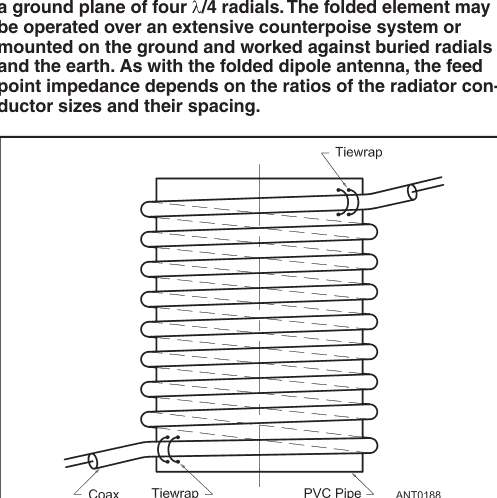 a ground plane of four λ/4 radials. The folded element may
be operated over an extensive counterpoise system or
mounted on the ground and worked against buried radials
and the earth. As with the folded dipole antenna, the feed
point impedance depends on the ratios of the radiator con-
ductor sizes and their spacing.
Tiewrap
Coax
Tiewrap
PVC Pipe
ANT0188